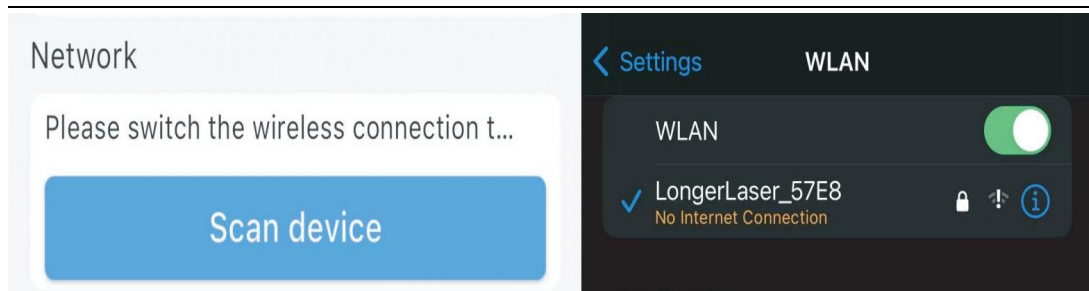 Network
Please switch the wireless connection t...
Scan device
Settings WLAN
WLAN
LongerLaser_57E8
No Internet Connection